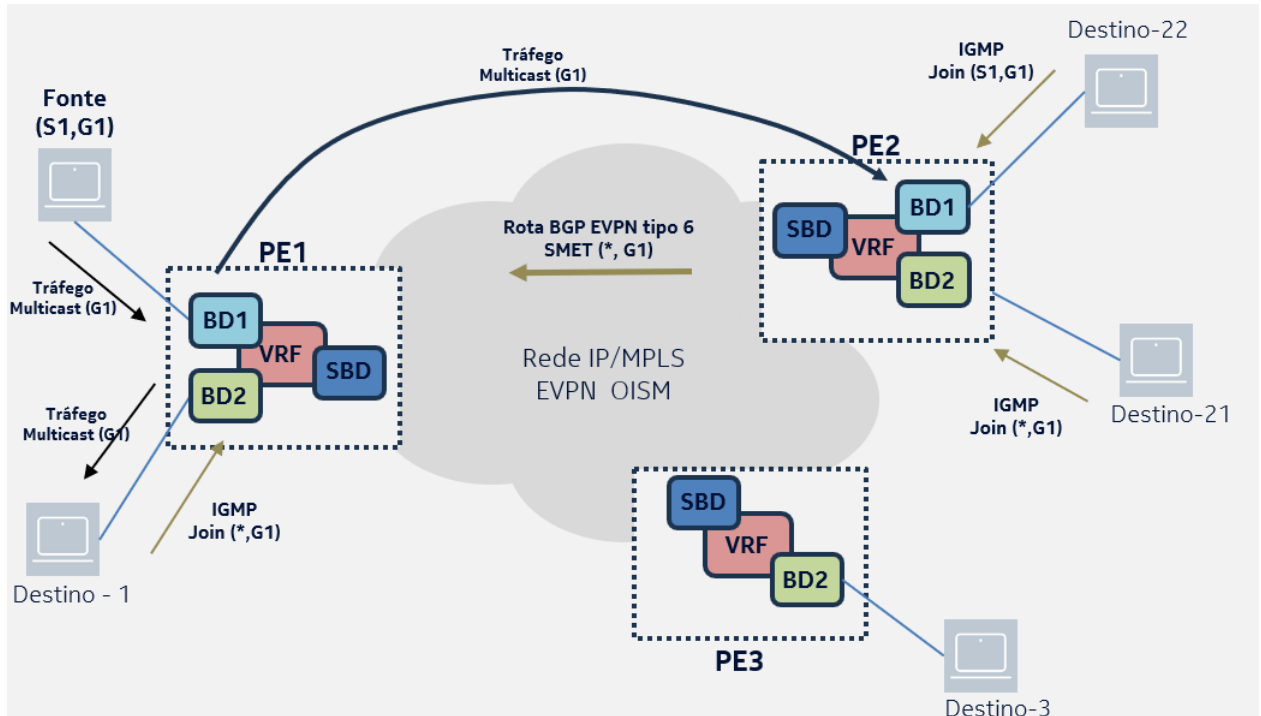 Destino-22
IGMP
Join (S1,G1)
Tráfego
Multicast (G1)
Fonte
(S1,G1)
PE2
BD1
SBD
VRF
BD2
Rota BGP EVPN tipo 6
SMET (*, G1)
PE1
Tráfego
Multicast (G1)
BD1
VRF
SBD
BD2
Rede IP/MPLS
EVPN OISM
Tráfego
Multicast (G1)
IGMP
Join (*,G1)
Destino-21
IGMP
Join (*,G1)
Destino - 1
SBD
VRF
BD2
PE3
Destino-3